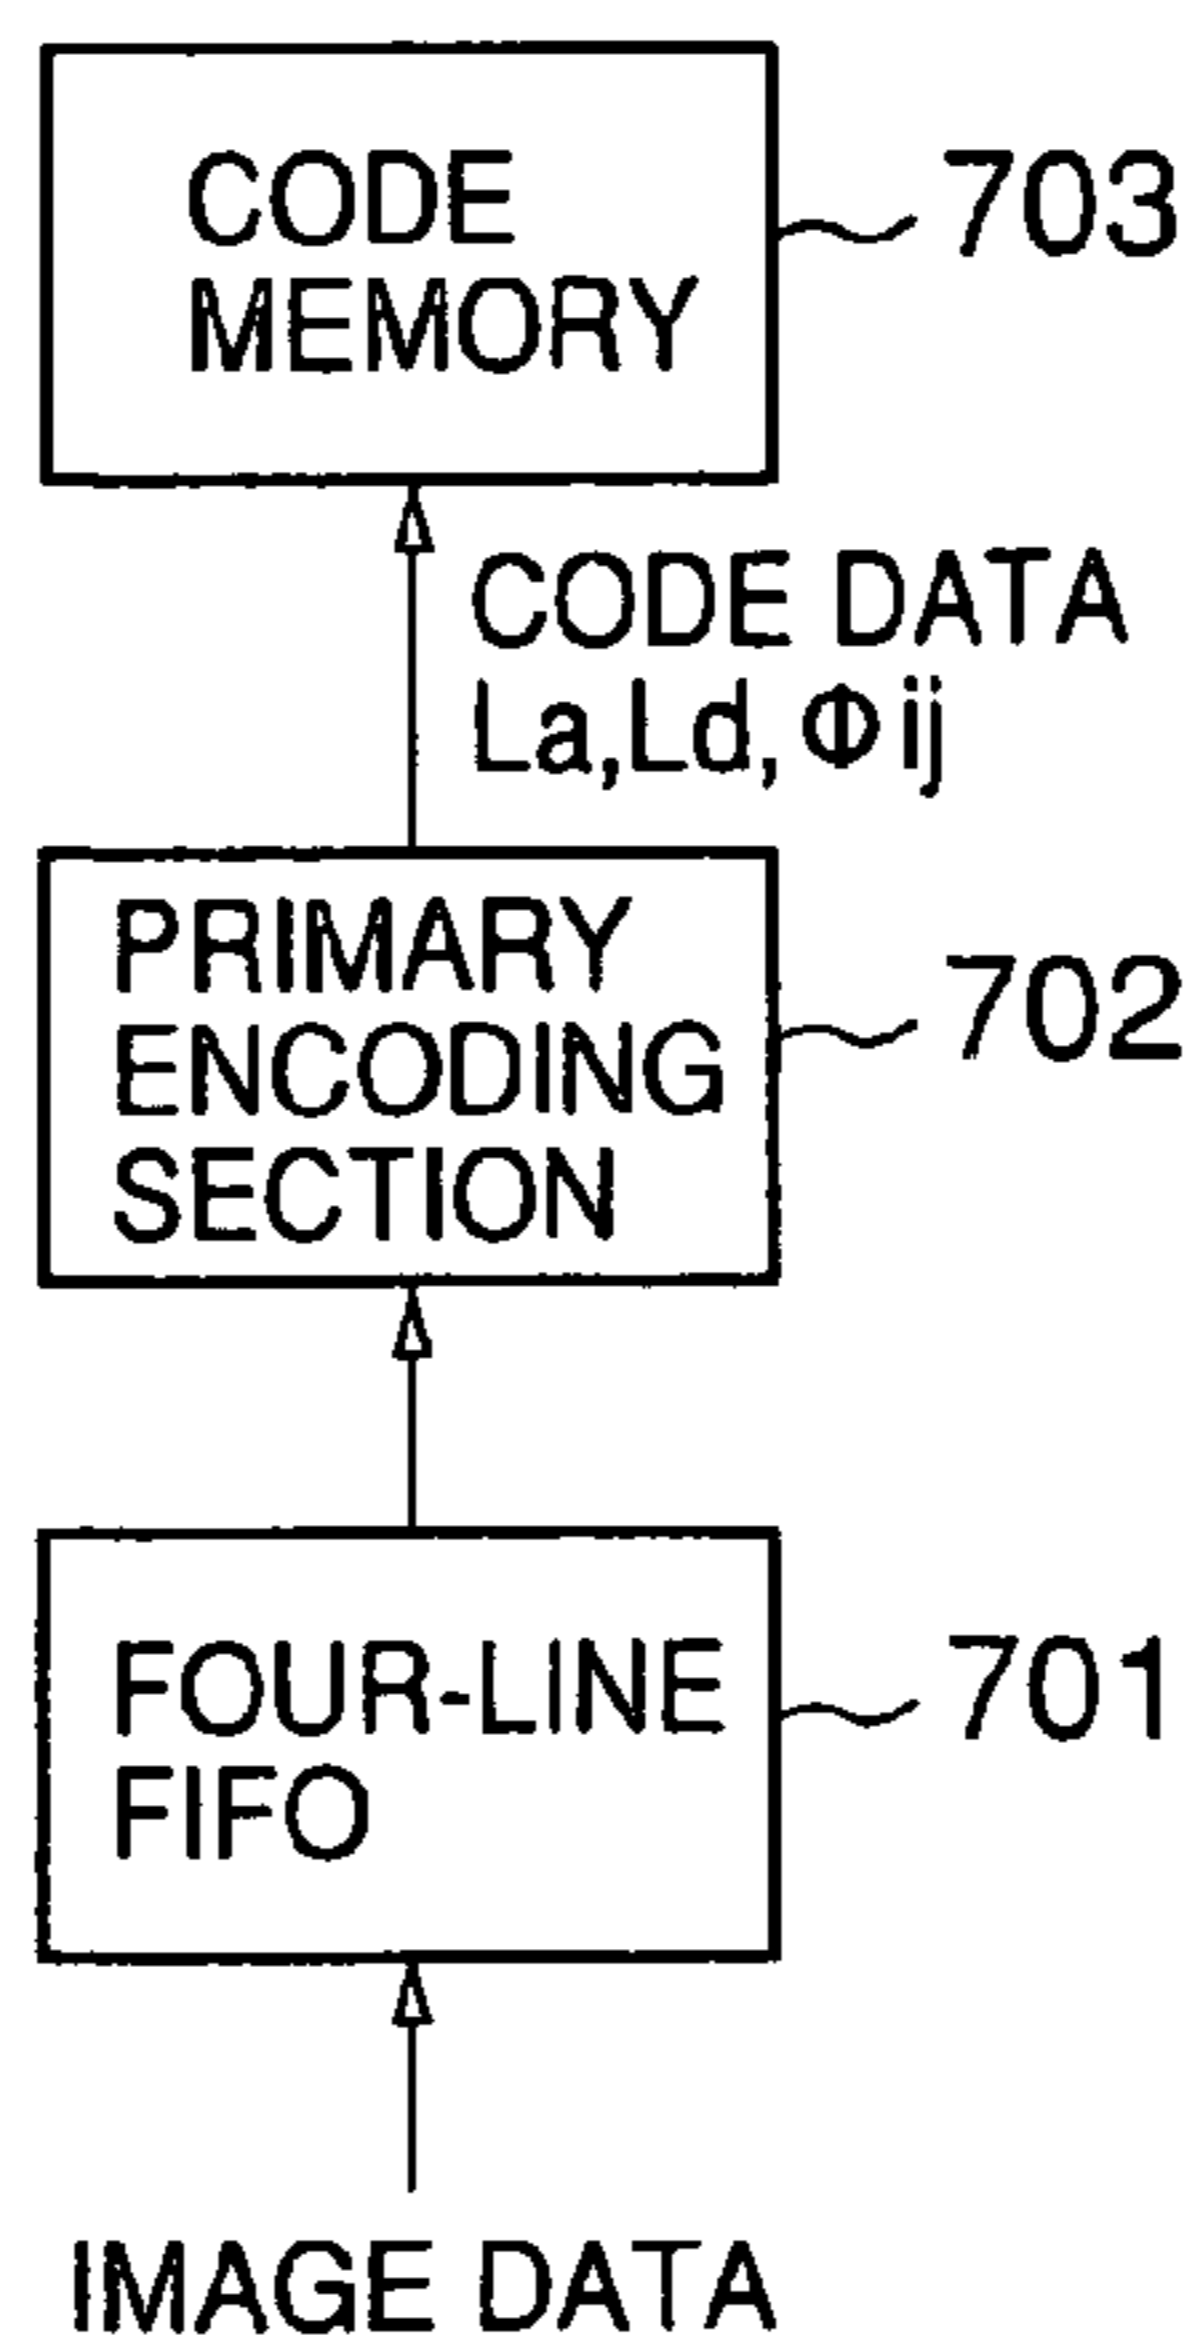 CODE
MEMORY
703
CODE DATA
La,Ld,Φij
PRIMARY
ENCODING
SECTION
702
FOUR-LINE
FIFO
701
IMAGE DATA